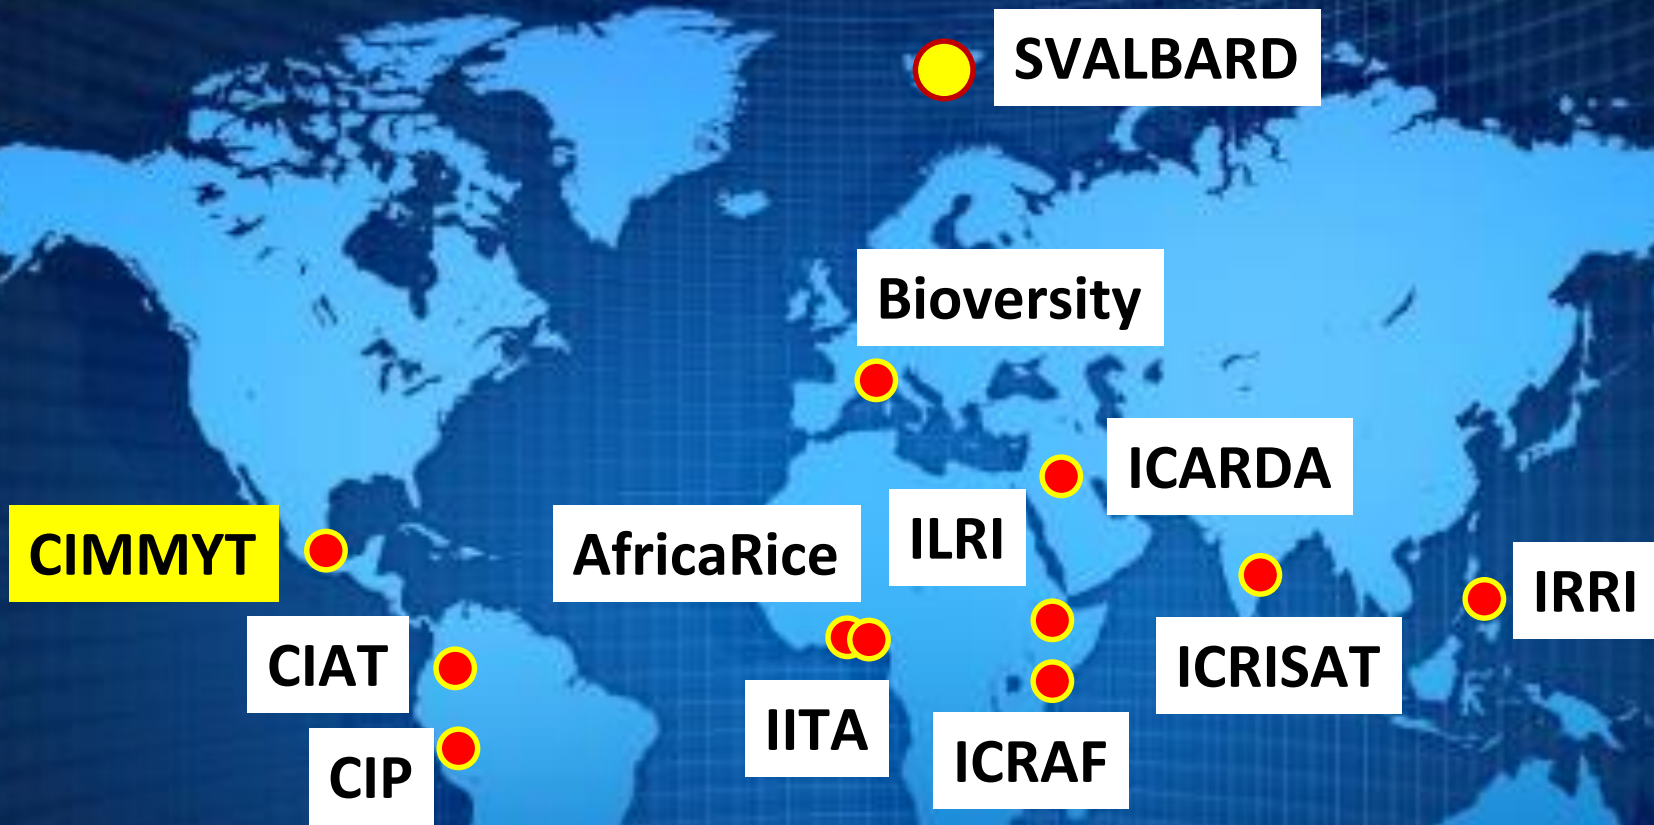 SVALBARD
Bioversity
ICARDA
CIMMYT
AfricaRice
ILRI
IRRI
CIAT
ICRISAT
IITA
ICRAF
CIP